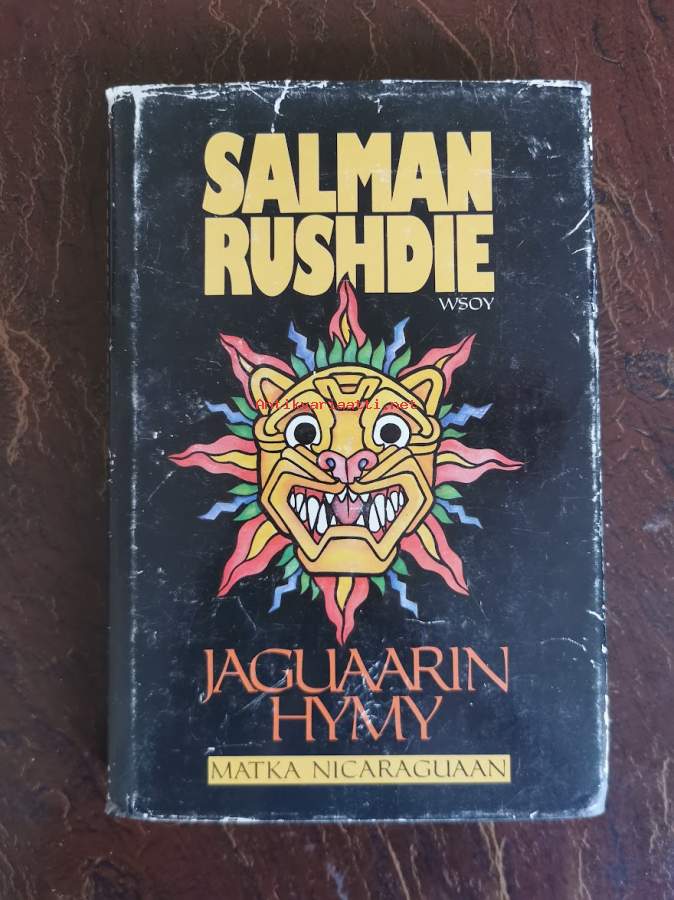 SALMAN
RUSHDIE
WSOY
Antikvariaatti.net
JAGUAARIN
HYMY
MATKA NICARAGUAAN